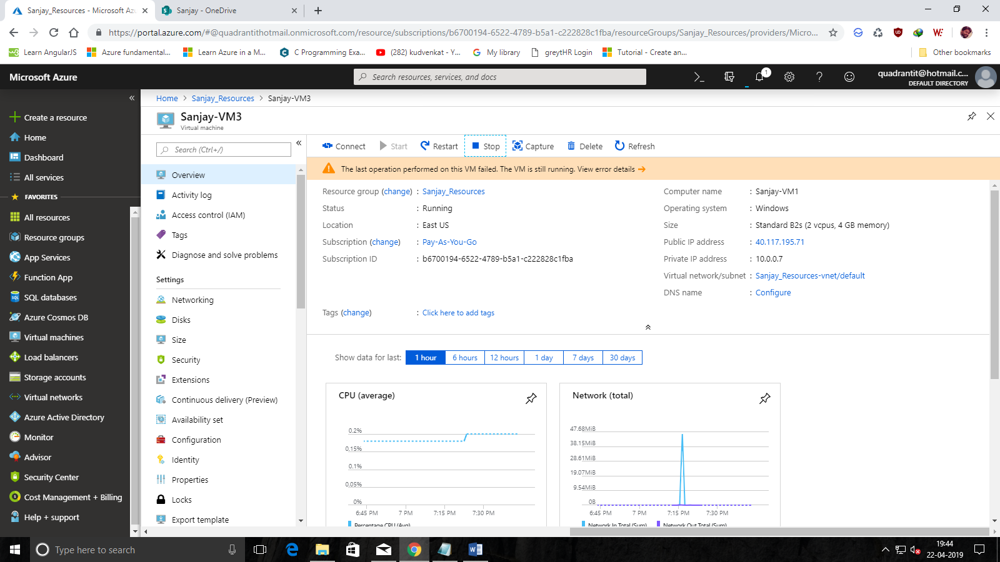 Sanjay_Resources - Microsoft Azu
Sanjay - OneDrive
https://portal.azure.com/#@quadrantithotmail.onmicrosoft.com/resource/subscriptions/b6700194-6522-4789-b5a1-c222828c1fba/resourceGroups/Sanjay_Resources/providers/Micro...
Learn AngularJS
Azure fundamental...
Learn Azure in a M...
C Programming Exa...
(282) kudvenkat - Y...
My library
greytHR Login
Tutorial - Create an...
Other bookmarks
Microsoft Azure
Search resources, services, and docs
1
quadrantit@hotmail.c...
DEFAULT DIRECTORY
Create a resource
Home
Dashboard
All services
FAVORITES
All resources
Resource groups
App Services
Function App
SQL databases
Azure Cosmos DB
Virtual machines
Load balancers
Storage accounts
Virtual networks
Azure Active Directory
Monitor
Advisor
Security Center
Cost Management + Billing
Help + support
Home > Sanjay_Resources > Sanjay-VM3
Sanjay-VM3
Virtual machine
Search (Ctrl+/)
Overview
Activity log
Access control (IAM)
Tags
Diagnose and solve problems
Settings
Networking
Disks
Size
Security
Extensions
Continuous delivery (Preview)
Availability set
Configuration
Identity
Properties
Locks
Export template
Connect
Start
Restart
Stop
Capture
Delete
Refresh
The last operation performed on this VM failed. The VM is still running. View error details →
Resource group (change) : Sanjay_Resources
Status : Running
Location : East US
Subscription (change) : Pay-As-You-Go
Subscription ID : b6700194-6522-4789-b5a1-c222828c1fba
Computer name : Sanjay-VM1
Operating system : Windows
Size : Standard B2s (2 vcpus, 4 GB memory)
Public IP address : 40.117.195.71
Private IP address : 10.0.0.7
Virtual network/subnet : Sanjay_Resources-vnet/default
DNS name : Configure
Tags (change) : Click here to add tags
Show data for last: 1 hour 6 hours 12 hours 1 day 7 days 30 days
CPU (average)
0.2%
0.15%
0.1%
0.05%
0%
6:45 PM 7 PM 7:15 PM 7:30 PM
Percentage CPU (Avg)
Network (total)
47.68MiB
38.15MiB
28.61MiB
19.07MiB
9.54MiB
0B
6:45 PM 7 PM 7:15 PM 7:30 PM
Network In Total (Sum) Network Out Total (Sum)
Type here to search
19:44
22-04-2019